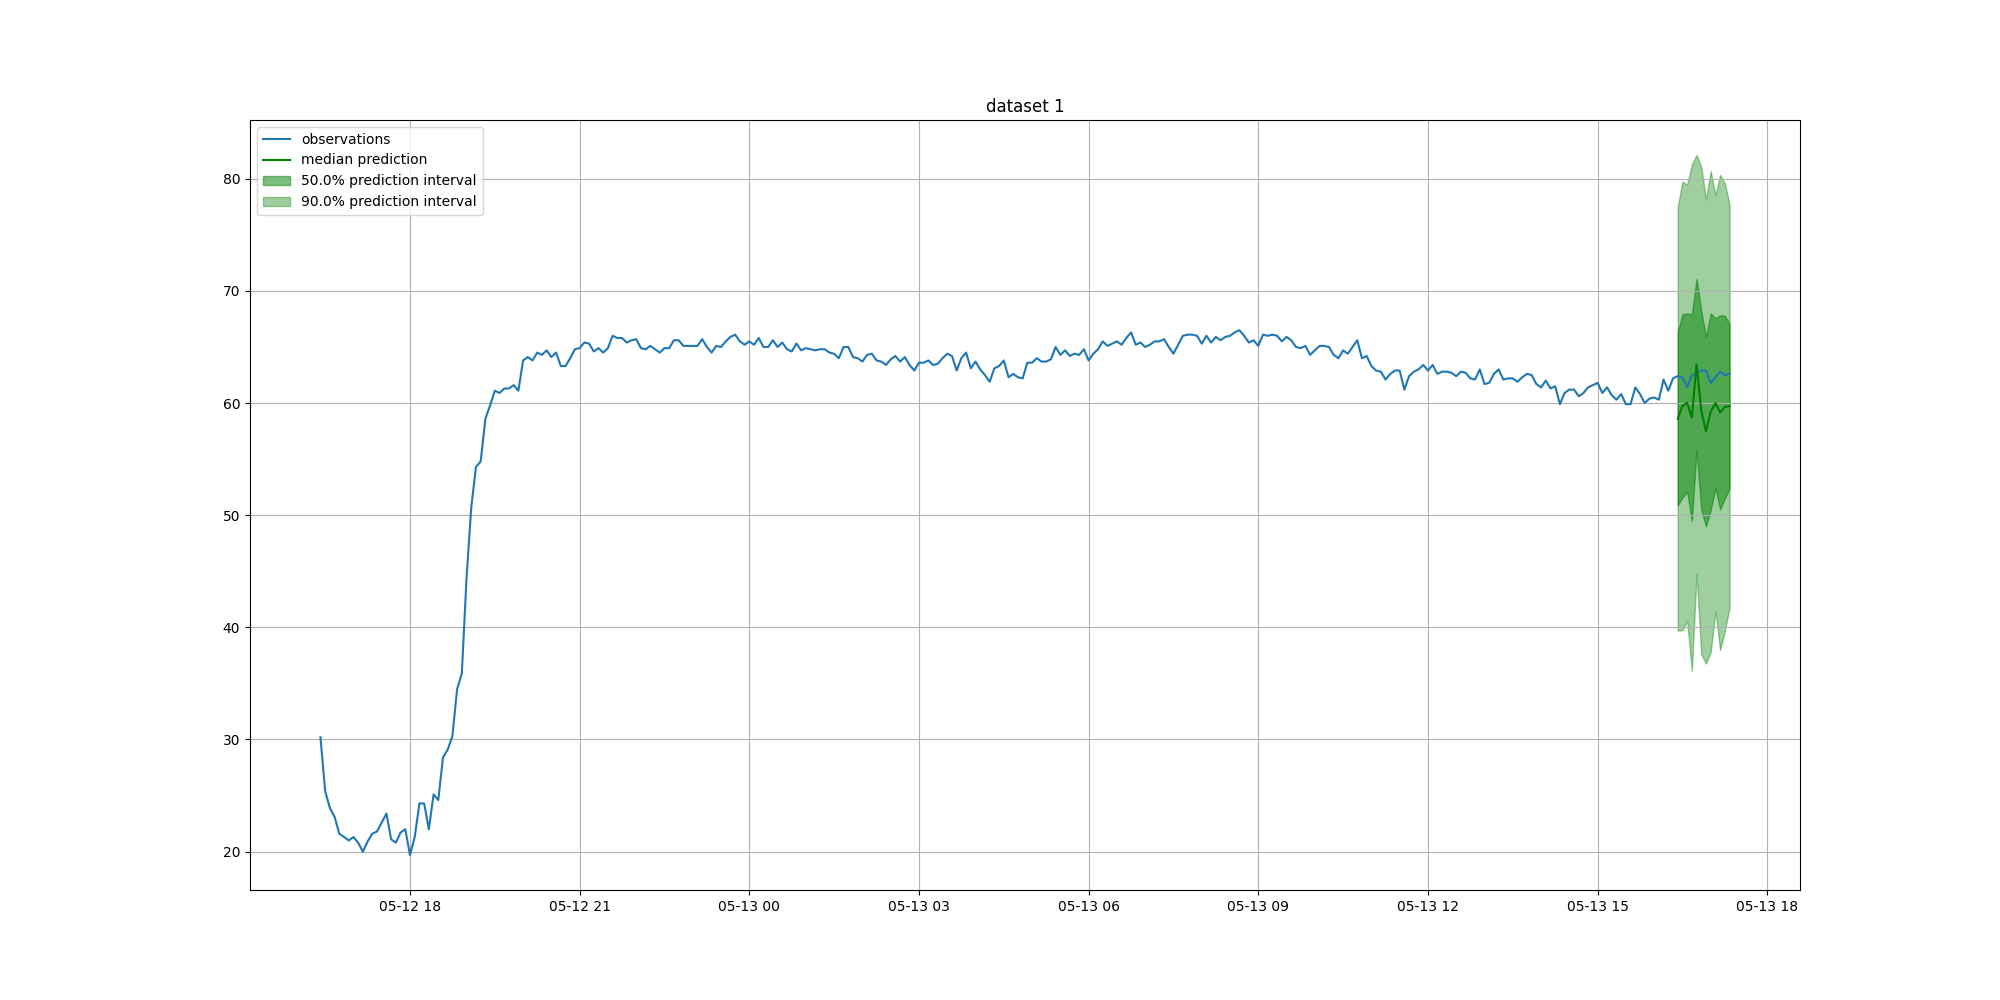 dataset 1
observations
median prediction
50.0% prediction interval
90.0% prediction interval
80
70
60
50
40
30
20
05-12 18 05-12 21 05-13 00 05-13 03 05-13 06 05-13 09 05-13 12 05-13 15 05-13 18